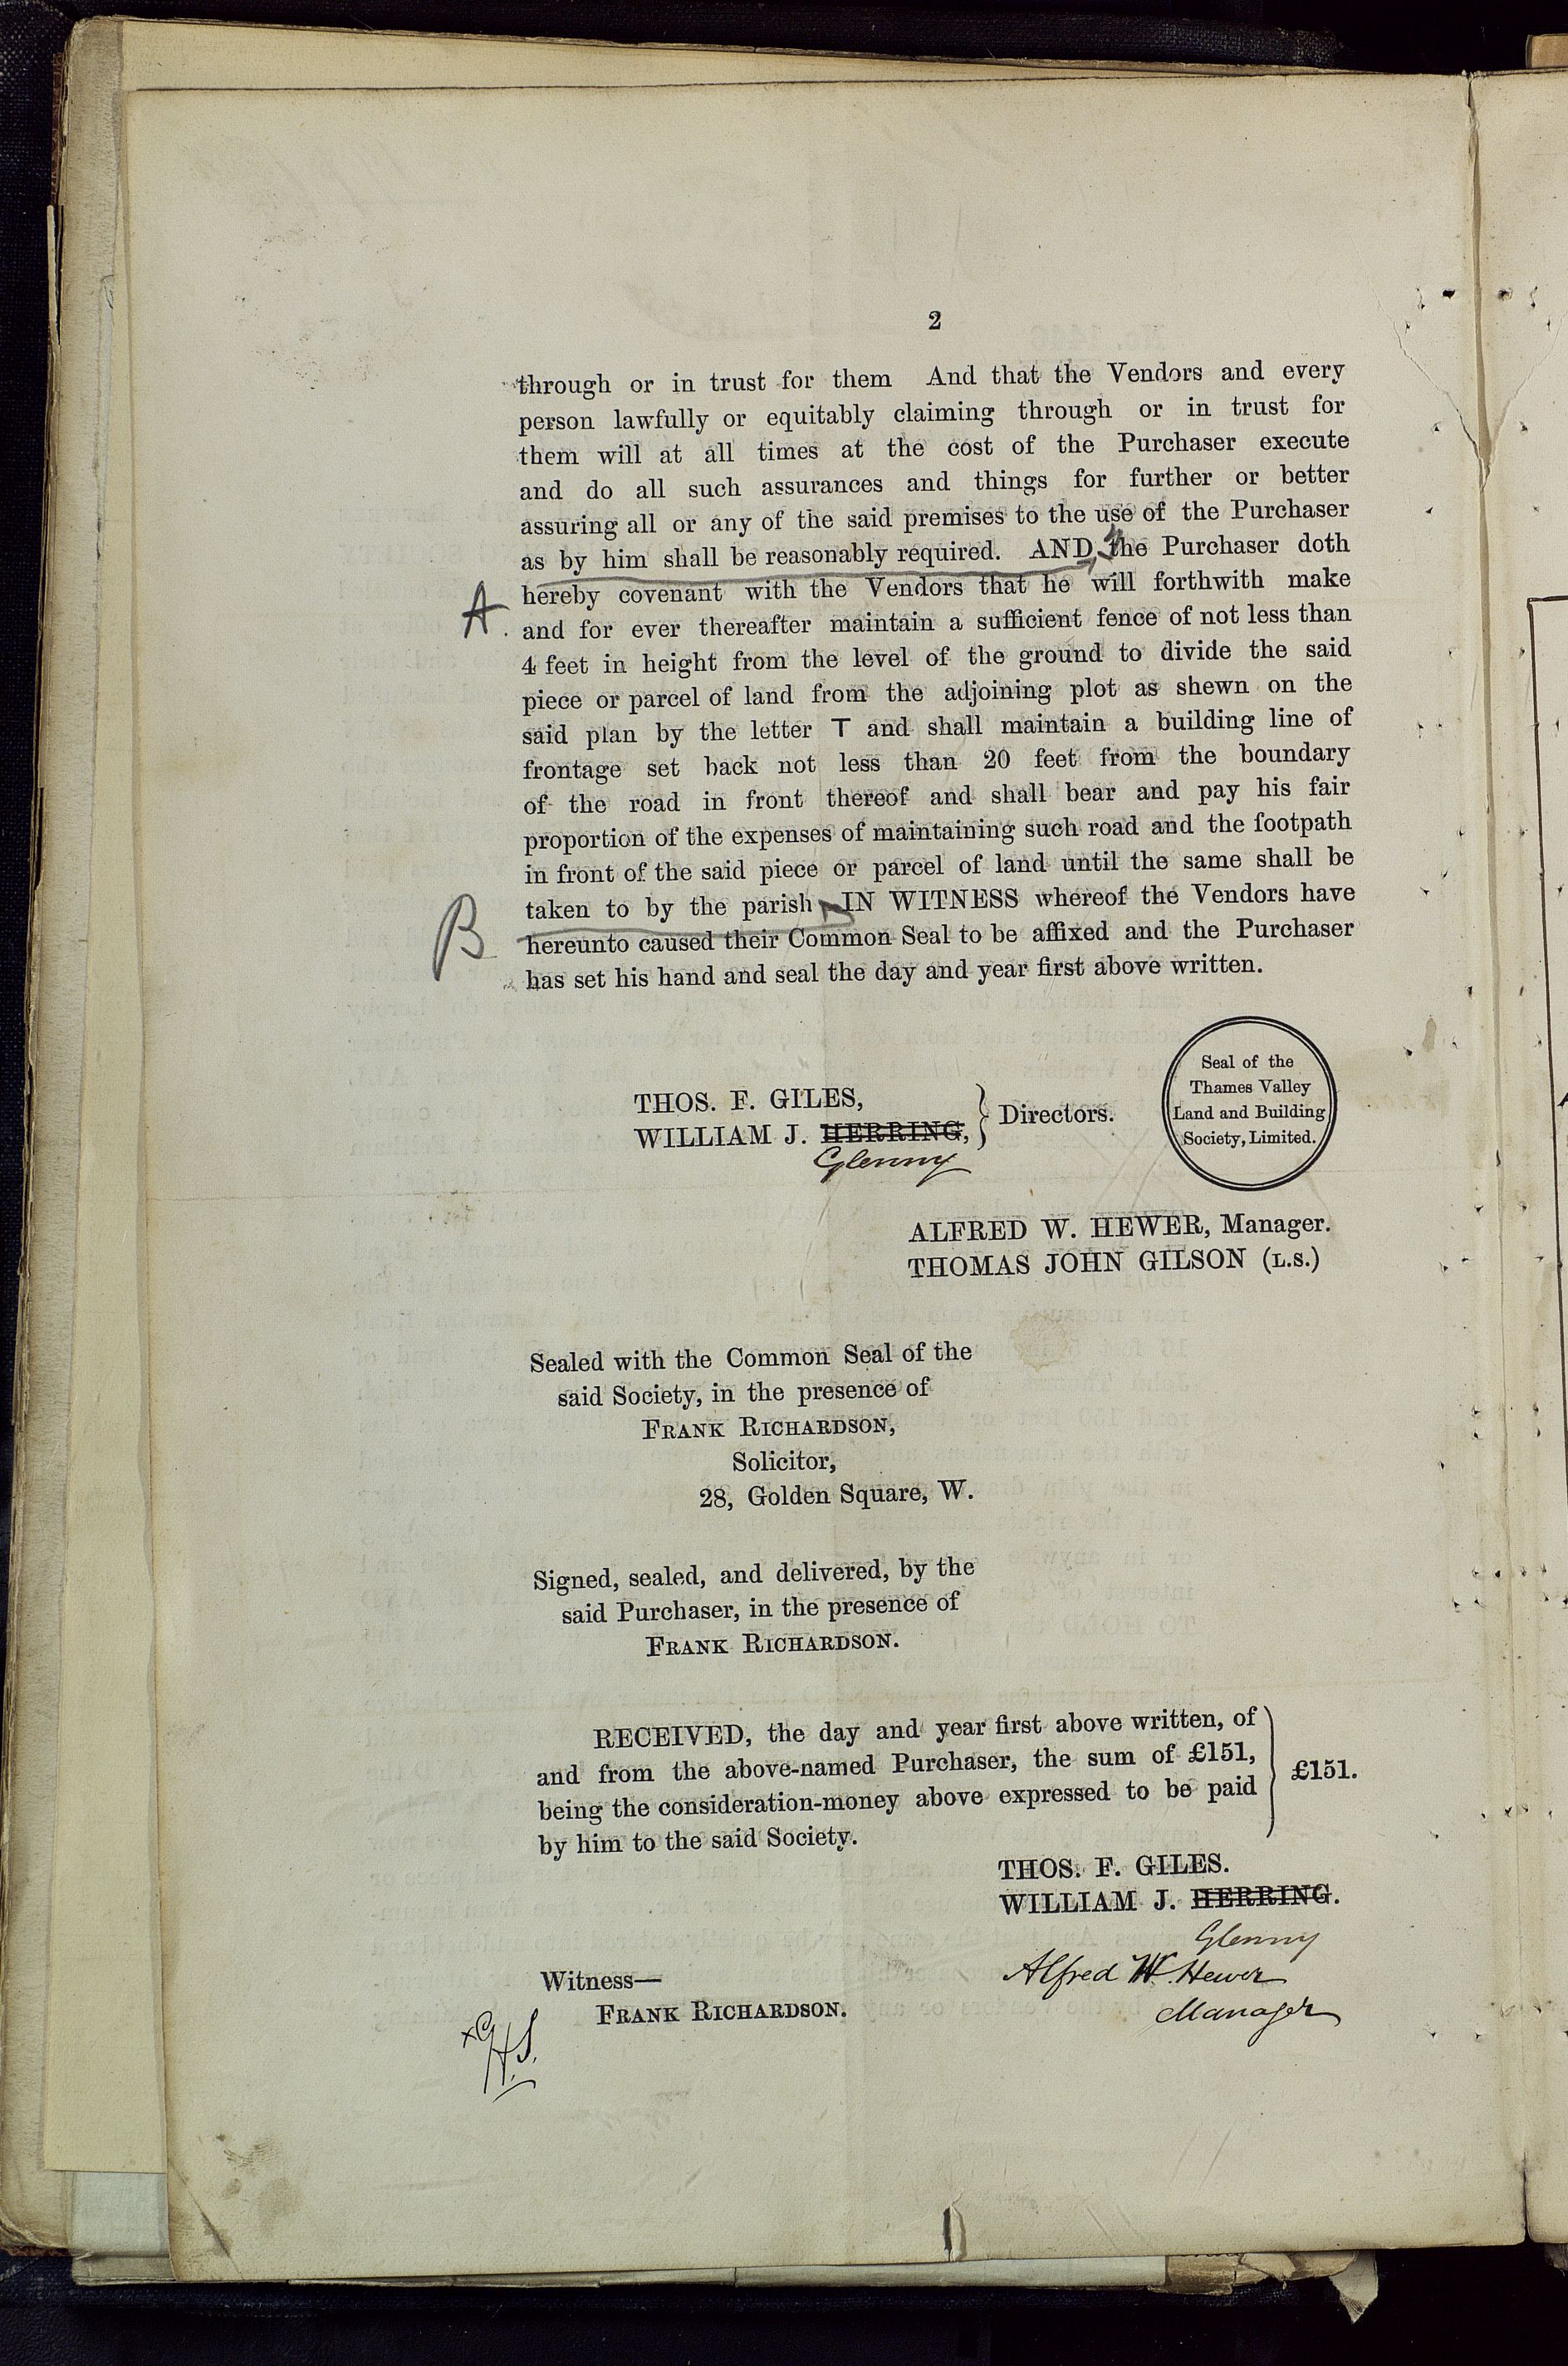 2
through or in trust for them And that the Vendors and every
person lawfully or equitably claiming through or in trust for
them will at all times at the cost of the Purchaser execute
and do all such assurances and things for further or better
assuring all or any of the said premises to the use of the Purchaser
as by him shall be reasonably required. AND the Purchaser doth
A.
hereby covenant with the Vendors that he will forthwith make
and for ever thereafter maintain a sufficient fence of not less than
4 feet in height from the level of the ground to divide the said
piece or parcel of land from the adjoining plot as shewn on the
said plan by the letter T and shall maintain a building line of
frontage set back not less than 20 feet from the boundary
of the road in front thereof and shall bear and pay his fair
proportion of the expenses of maintaining such road and the footpath
in front of the said piece or parcel of land until the same shall be
taken to by the parish IN WITNESS whereof the Vendors have
B
hereunto caused their Common Seal to be affixed and the Purchaser
has set his hand and seal the day and year first above written.
THOS. F. GILES,
WILLIAM J. HERRING,
Glenny
Directors.
Seal of the
Thames Valley
Land and Building
Society, Limited.
ALFRED W. HEWER, Manager.
THOMAS JOHN GILSON (L.S.)
Sealed with the Common Seal of the
said Society, in the presence of
FRANK RICHARDSON,
Solicitor,
28, Golden Square, W.
Signed, sealed, and delivered, by the
said Purchaser, in the presence of
FRANK RICHARDSON.
RECEIVED, the day and year first above written, of
and from the above-named Purchaser, the sum of £151,
being the consideration-money above expressed to be paid
by him to the said Society.
£151.
THOS. F. GILES.
WILLIAM J. HERRING.
Glenny
Alfred W. Hewer
Manager
Witness—
FRANK RICHARDSON.